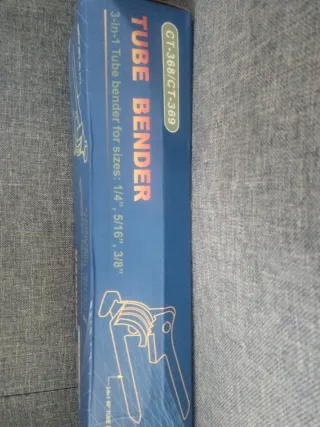 CT-368/CT-369
TUBE BENDER
3-in-1 Tube bender for sizes: 1/4", 5/16", 3/8"